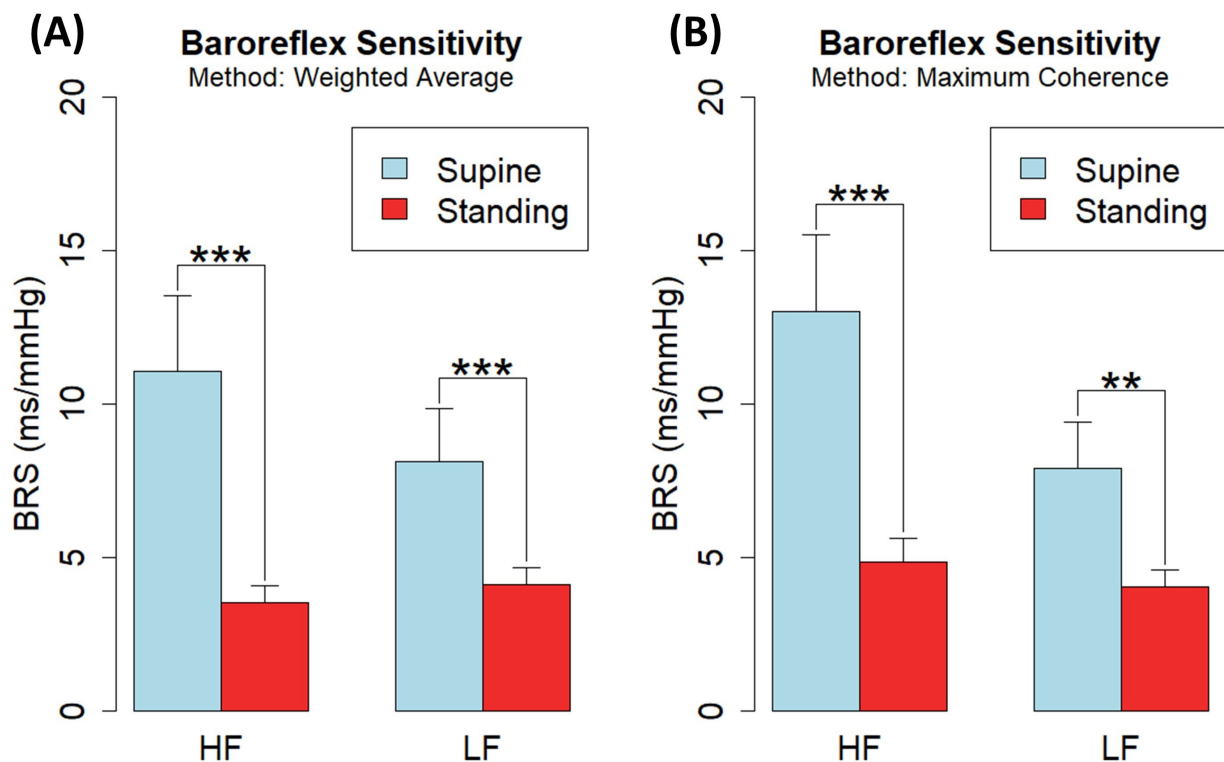 (A)
Baroreflex Sensitivity
Method: Weighted Average
20
15
10
5
0
BRS (ms/mmHg)
Supine
Standing
***
***
HF
LF
(B)
Baroreflex Sensitivity
Method: Maximum Coherence
20
15
10
5
0
BRS (ms/mmHg)
Supine
Standing
***
**
HF
LF